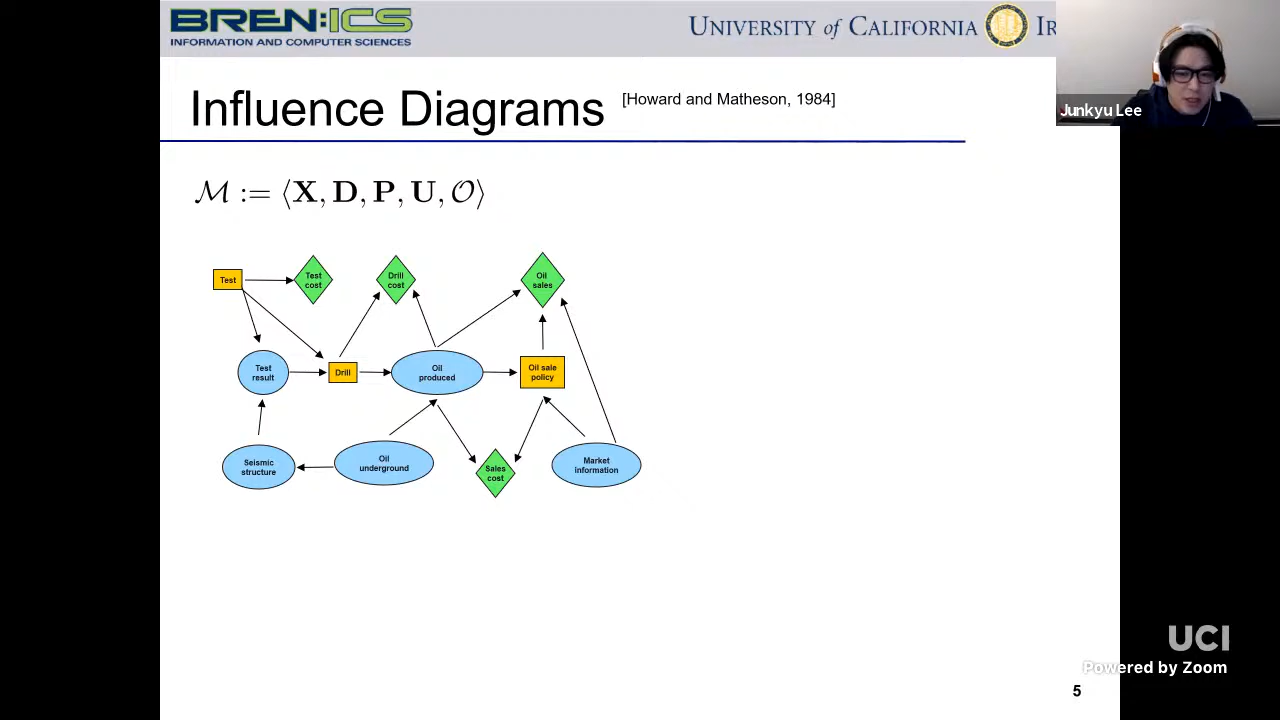 BREN:ICS
INFORMATION AND COMPUTER SCIENCES
UNIVERSITY of CALIFORNIA IR
Junkyu Lee
Influence Diagrams [Howard and Matheson, 1984]
ℳ := ⟨X, D, P, U, 𝒪⟩
Test
Test
cost
Drill
cost
Oil
sales
Test
result
Drill
Oil
produced
Oil sale
policy
Seismic
structure
Oil
underground
Sales
cost
Market
information
UCI
Powered by Zoom
5